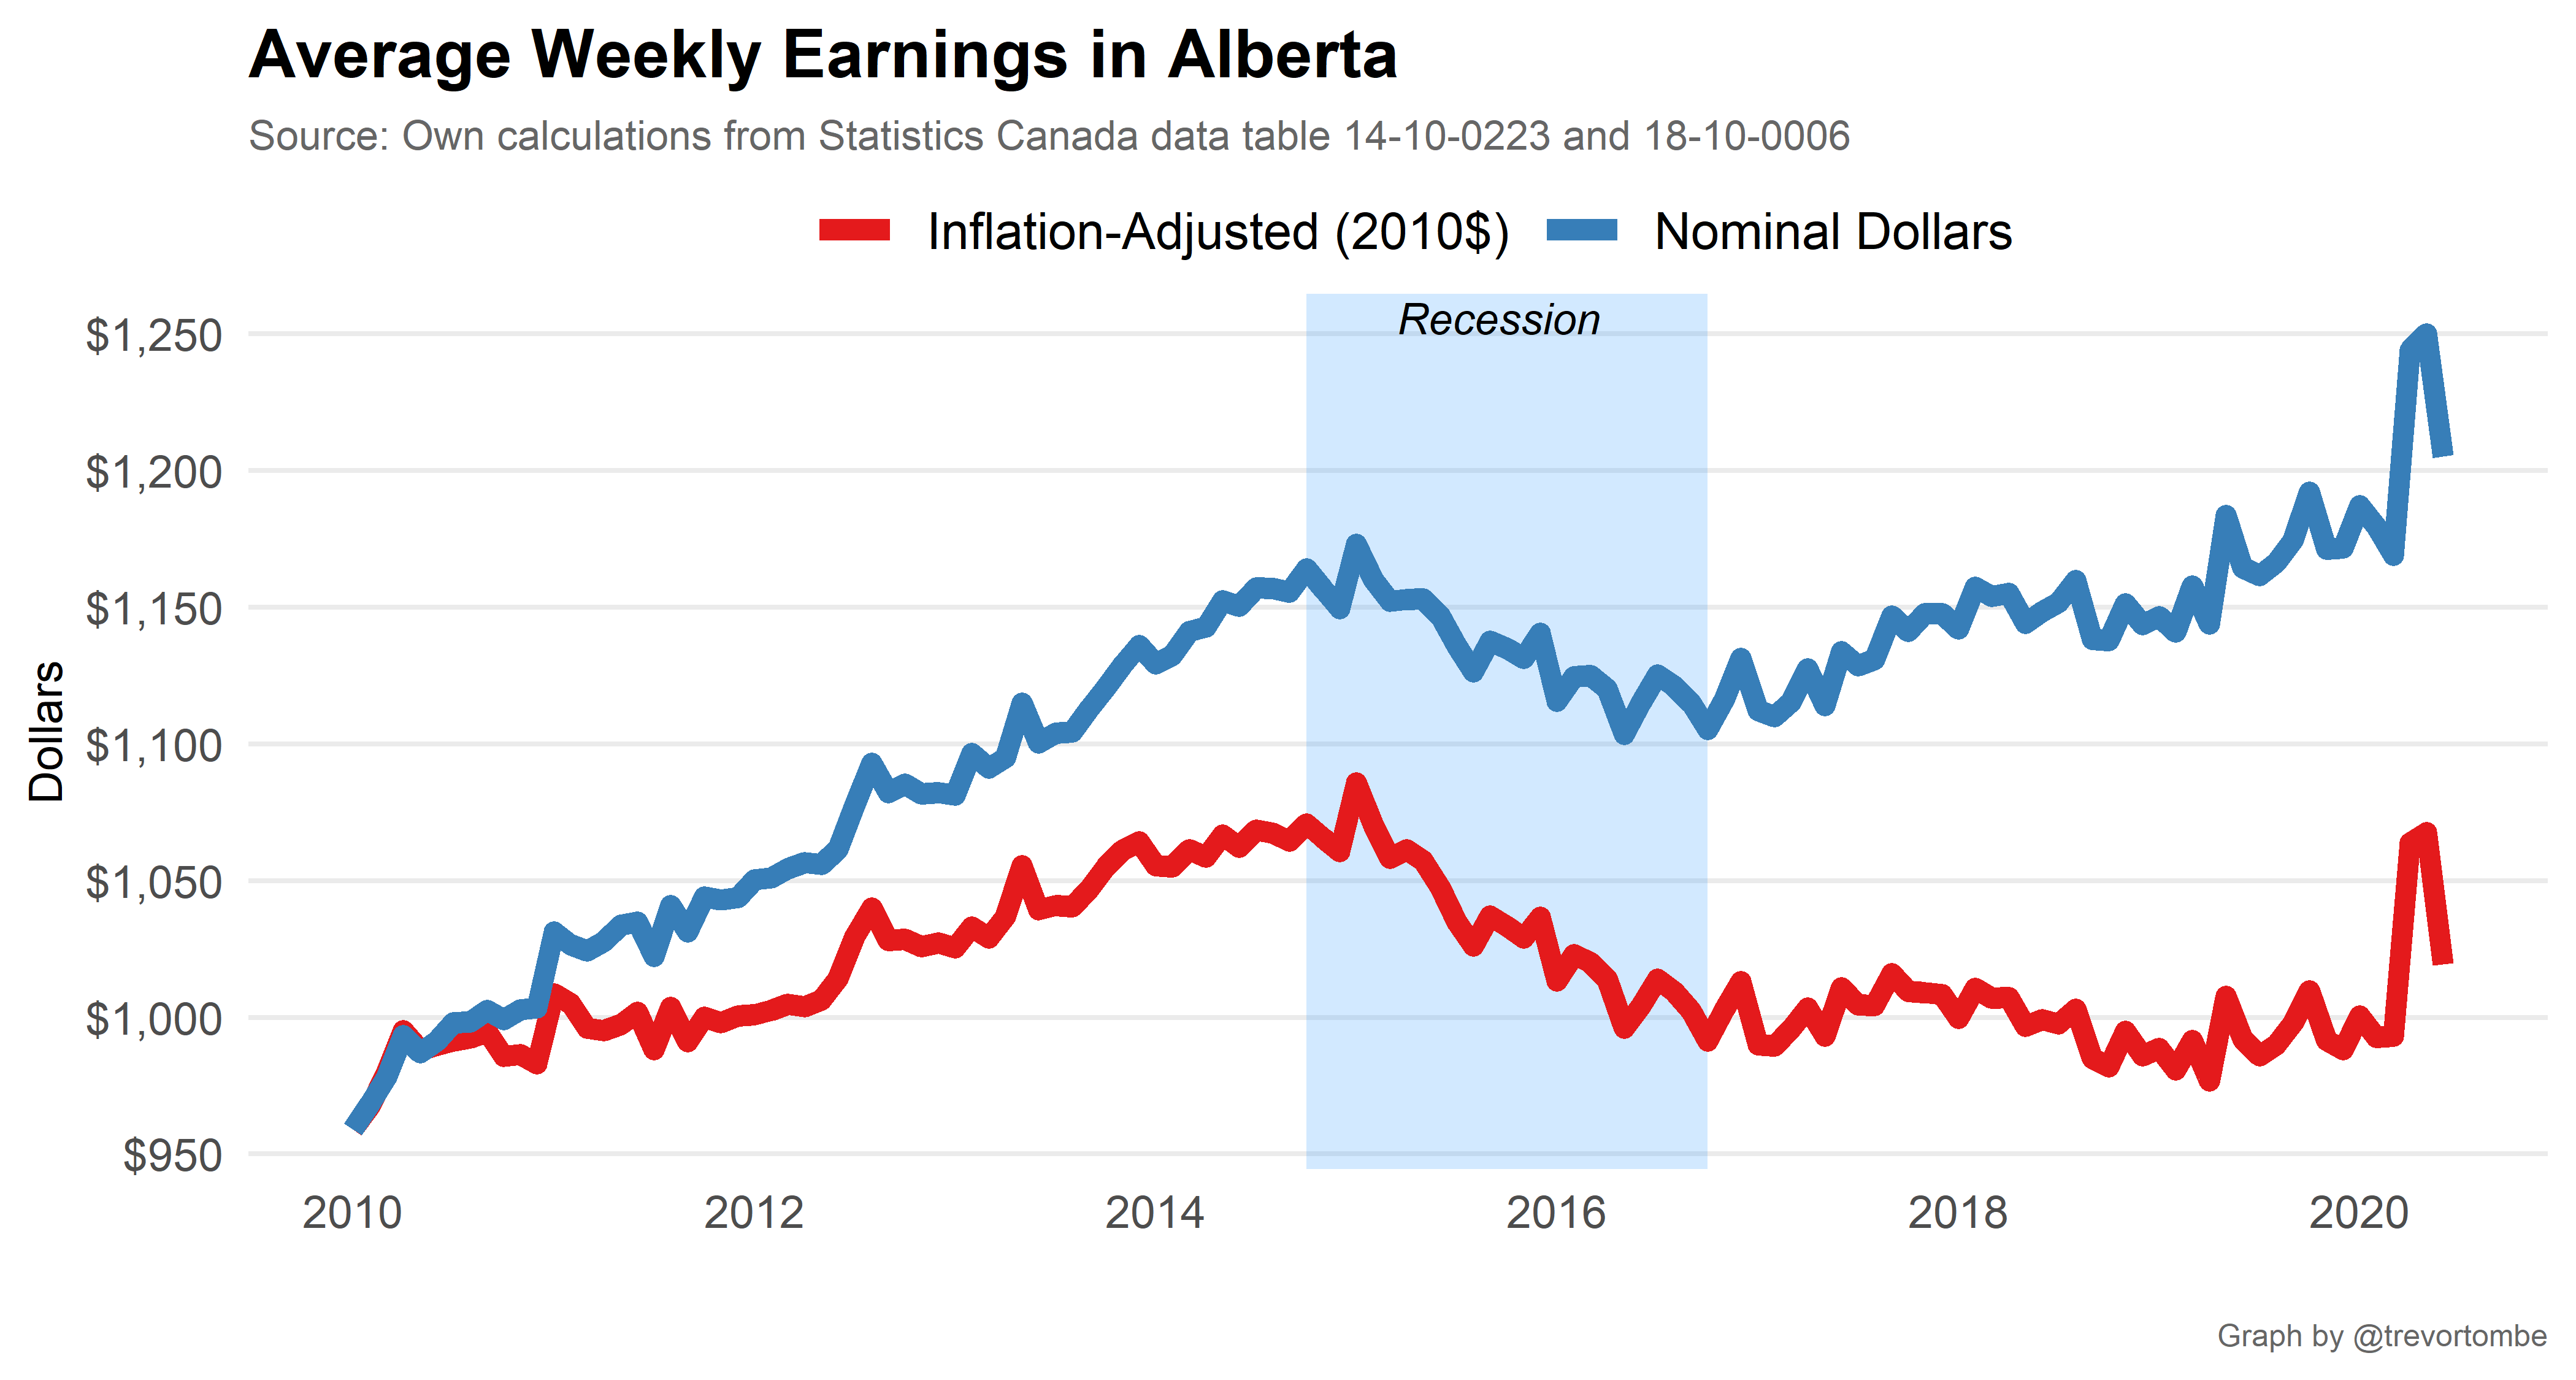 Average Weekly Earnings in Alberta
Source: Own calculations from Statistics Canada data table 14-10-0223 and 18-10-0006
Inflation-Adjusted (2010$) Nominal Dollars
Recession
$1,250
$1,200
$1,150
$1,100
$1,050
$1,000
$950
Dollars
2010 2012 2014 2016 2018 2020
Graph by @trevortombe